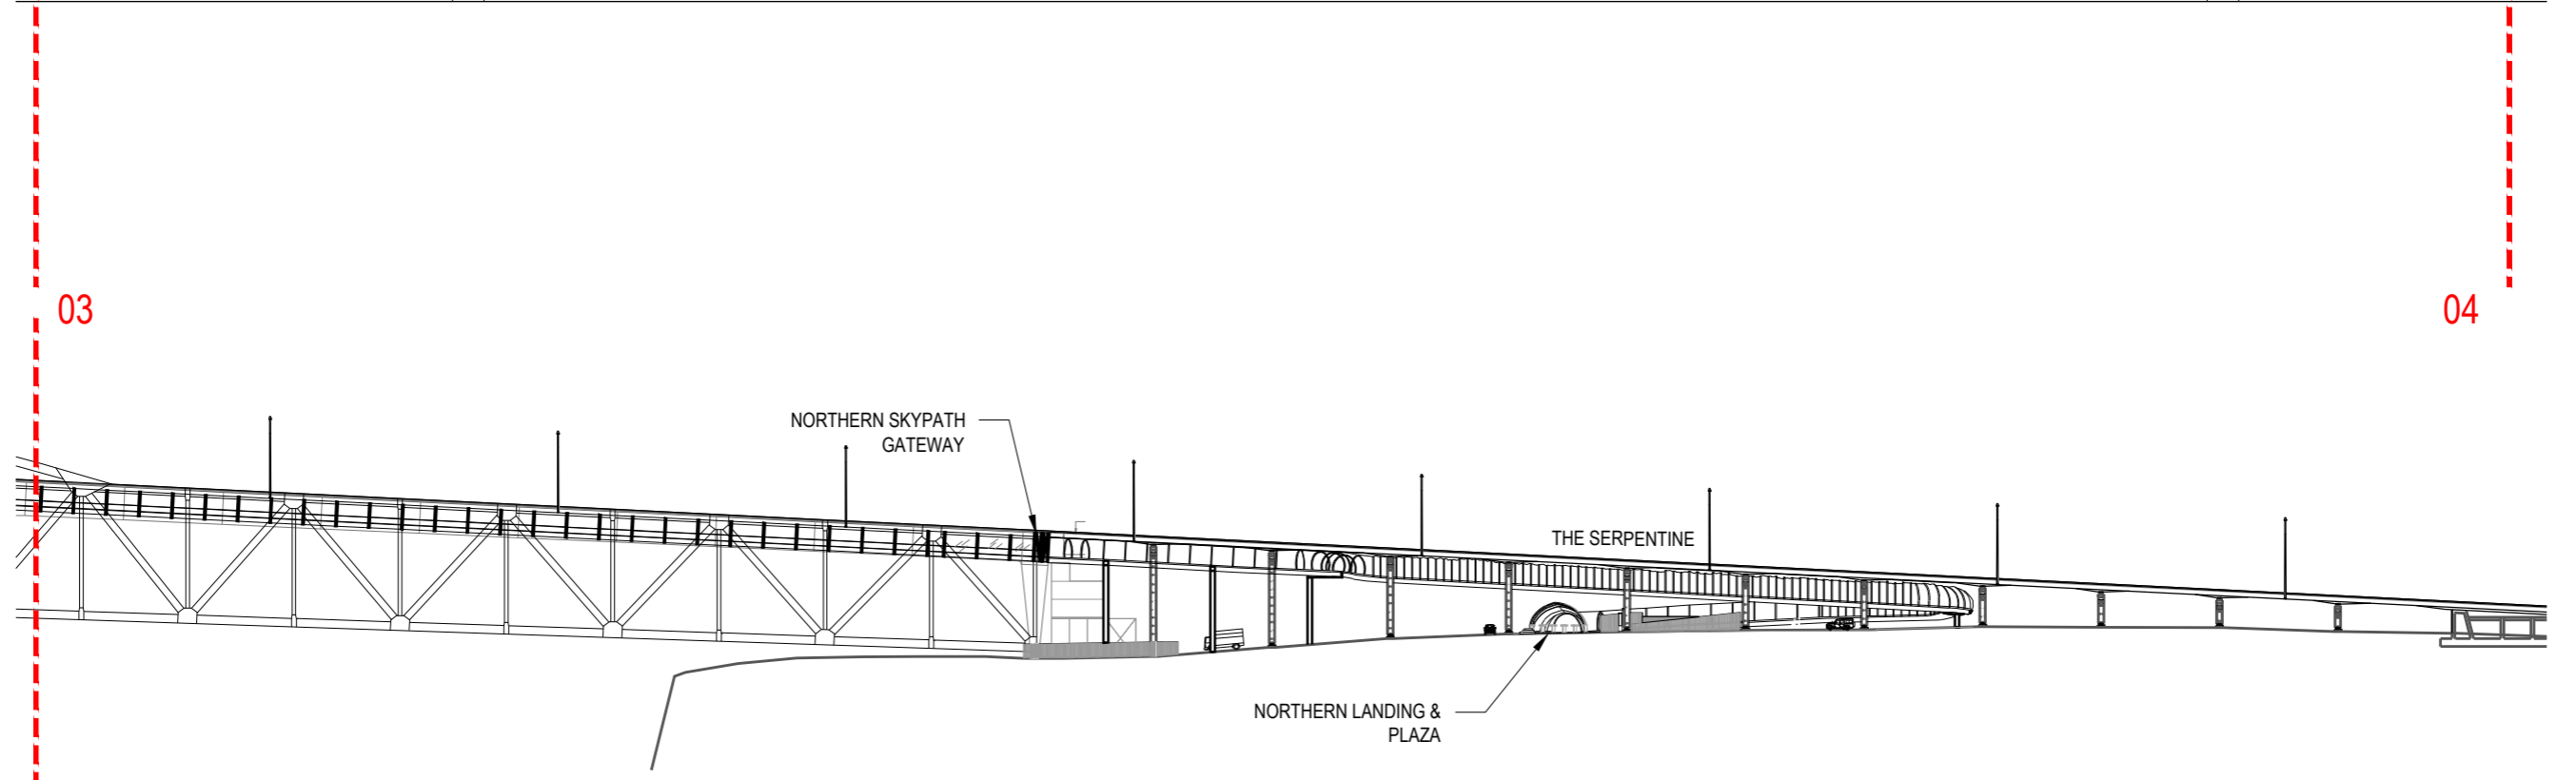 03
04
NORTHERN SKYPATH
GATEWAY
THE SERPENTINE
NORTHERN LANDING &
PLAZA